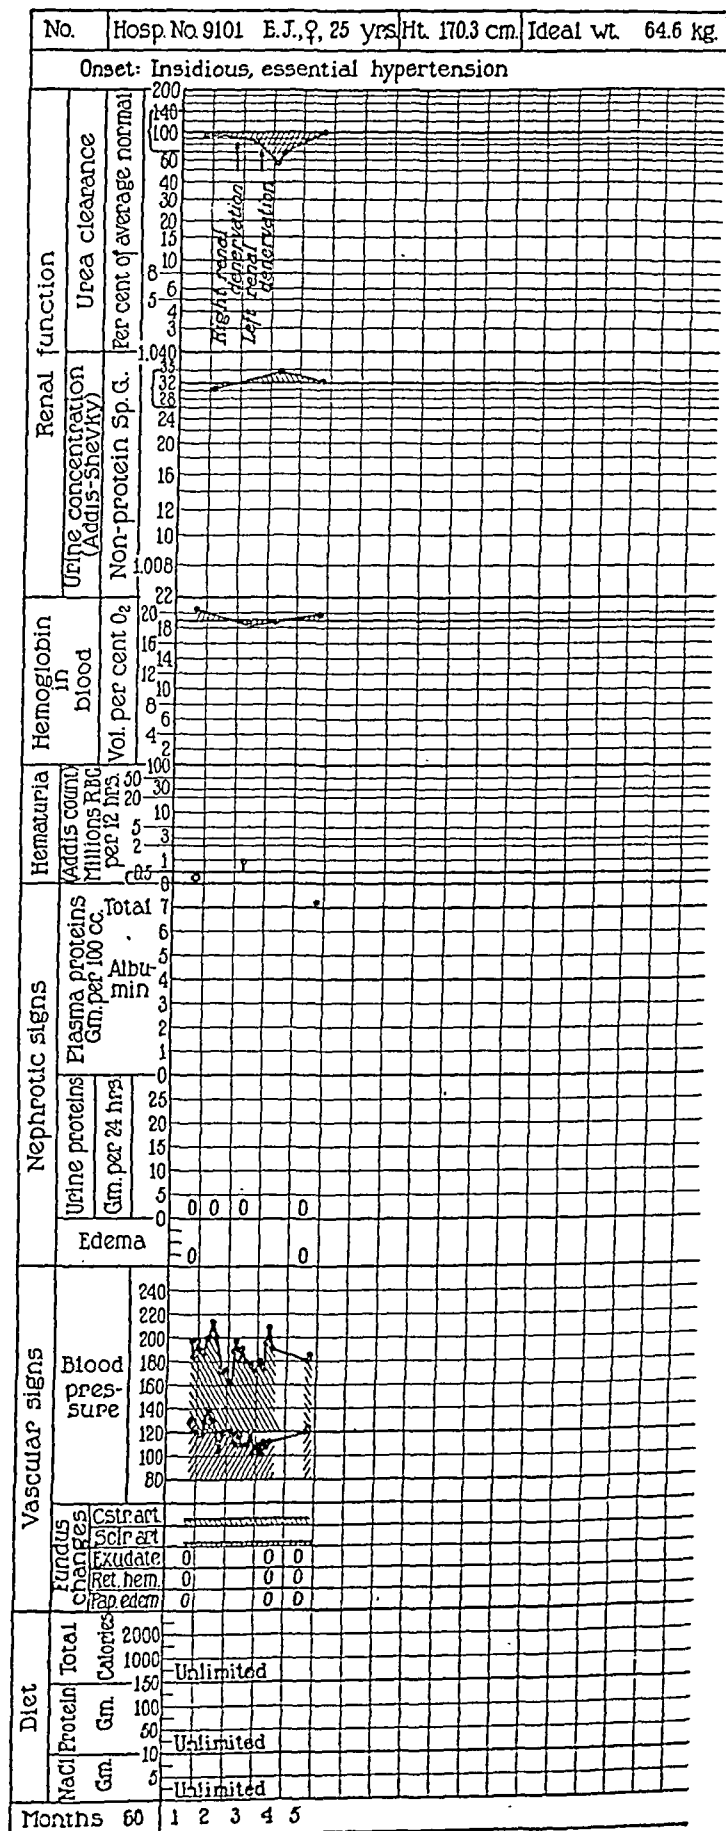 No. Hosp. No. 9101 E.J.,♀, 25 yrs. Ht. 170.3 cm. Ideal wt. 64.6 kg.
Onset: Insidious, essential hypertension
Renal function
Urea clearance
Per cent of average normal
200
140
100
60
40
30
20
15
10
8
6
5
4
3
Right renal
denervation
Left renal
denervation
Urine concentration
(Addis-Shevky)
Non-protein Sp. G.
1.040
35
32
28
24
20
16
12
10
1.008
Hemoglobin
in
blood
Vol. per cent O₂
22
20
18
16
14
12
10
8
6
4
2
Hematuria
(Addis count)
Millions RBC
per 12 hrs.
100
50
30
20
10
5
3
2
1
0.5
0
Nephrotic signs
Plasma proteins
Gm. per 100 cc.
Total
Albu-
min
8
7
6
5
4
3
2
1
0
Urine proteins
Gm. per 24 hrs.
25
20
15
10
5
0
0 0 0 0
Edema
0 0
Vascular signs
Blood
pres-
sure
240
220
200
180
160
140
120
100
80
Fundus
changes
Cstr. art.
Sclr. art.
Exudate 0 0 0
Ret. hem. 0 0 0
Pap. edem 0 0 0
Diet
Total
Calories
2000
1000
Unlimited
Protein
Gm.
150
100
50
Unlimited
NaCl
Gm.
10
5
Unlimited
Months 60 1 2 3 4 5